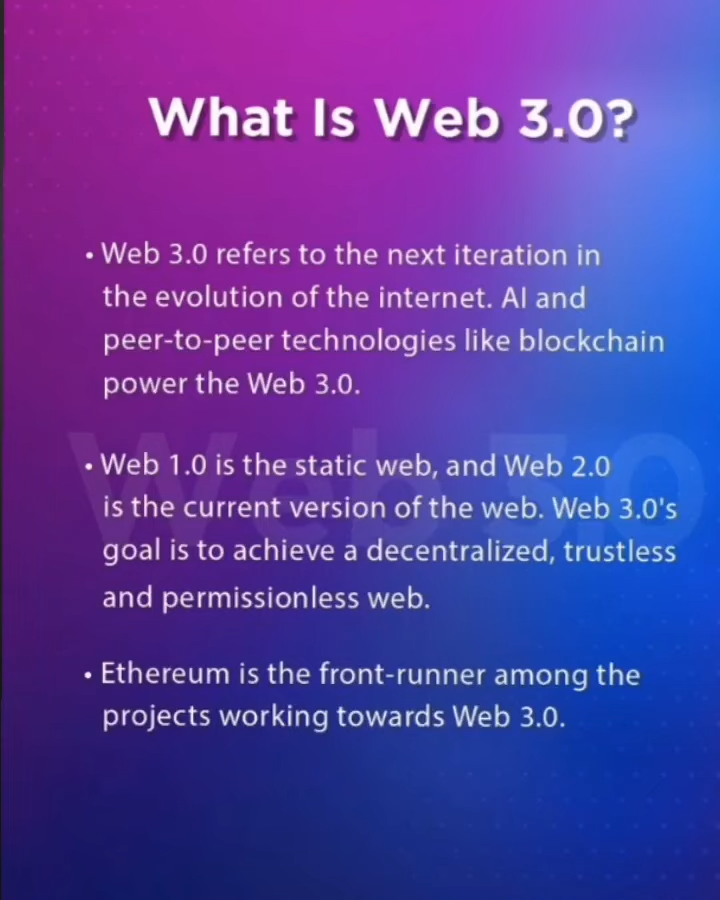 What Is Web 3.0?
• Web 3.0 refers to the next iteration in
the evolution of the internet. AI and
peer-to-peer technologies like blockchain
power the Web 3.0.
Web 3.0
• Web 1.0 is the static web, and Web 2.0
is the current version of the web. Web 3.0's
goal is to achieve a decentralized, trustless
and permissionless web.
• Ethereum is the front-runner among the
projects working towards Web 3.0.